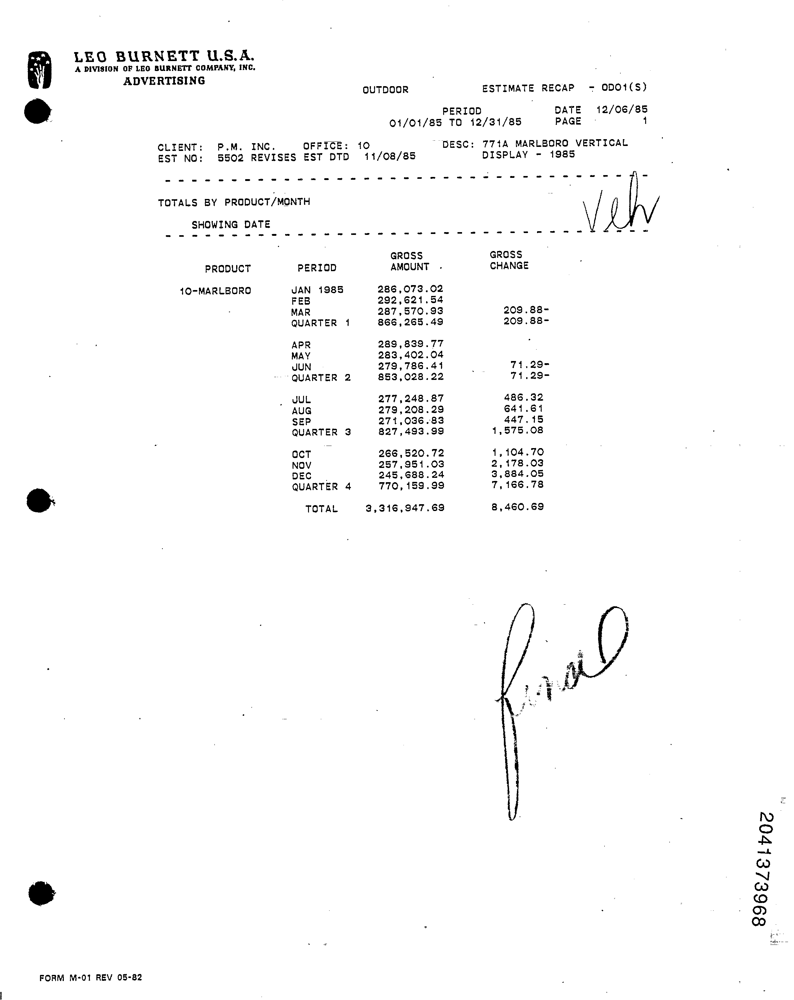 LEO BURNETT U.S.A.
A DIVISION OF LEO BURNETT COMPANY, INC.
ADVERTISING
OUTDOOR ESTIMATE RECAP - OD01(S)
PERIOD DATE 12/06/85
01/01/85 TO 12/31/85 PAGE 1
CLIENT: P.M. INC. OFFICE: 10 DESC: 771A MARLBORO VERTICAL
EST NO: 5502 REVISES EST DTD 11/08/85 DISPLAY - 1985
TOTALS BY PRODUCT/MONTH
Veh
SHOWING DATE
GROSS GROSS
PRODUCT PERIOD AMOUNT CHANGE
10-MARLBORO JAN 1985 286,073.02
FEB 292,621.54
MAR 287,570.93 209.88-
QUARTER 1 866,265.49 209.88-
APR 289,839.77
MAY 283,402.04
JUN 279,786.41 71.29-
QUARTER 2 853,028.22 71.29-
JUL 277,248.87 486.32
AUG 279,208.29 641.61
SEP 271,036.83 447.15
QUARTER 3 827,493.99 1,575.08
OCT 266,520.72 1,104.70
NOV 257,951.03 2,178.03
DEC 245,688.24 3,884.05
QUARTER 4 770,159.99 7,166.78
TOTAL 3,316,947.69 8,460.69
Final
2041373968
FORM M-01 REV 05-82